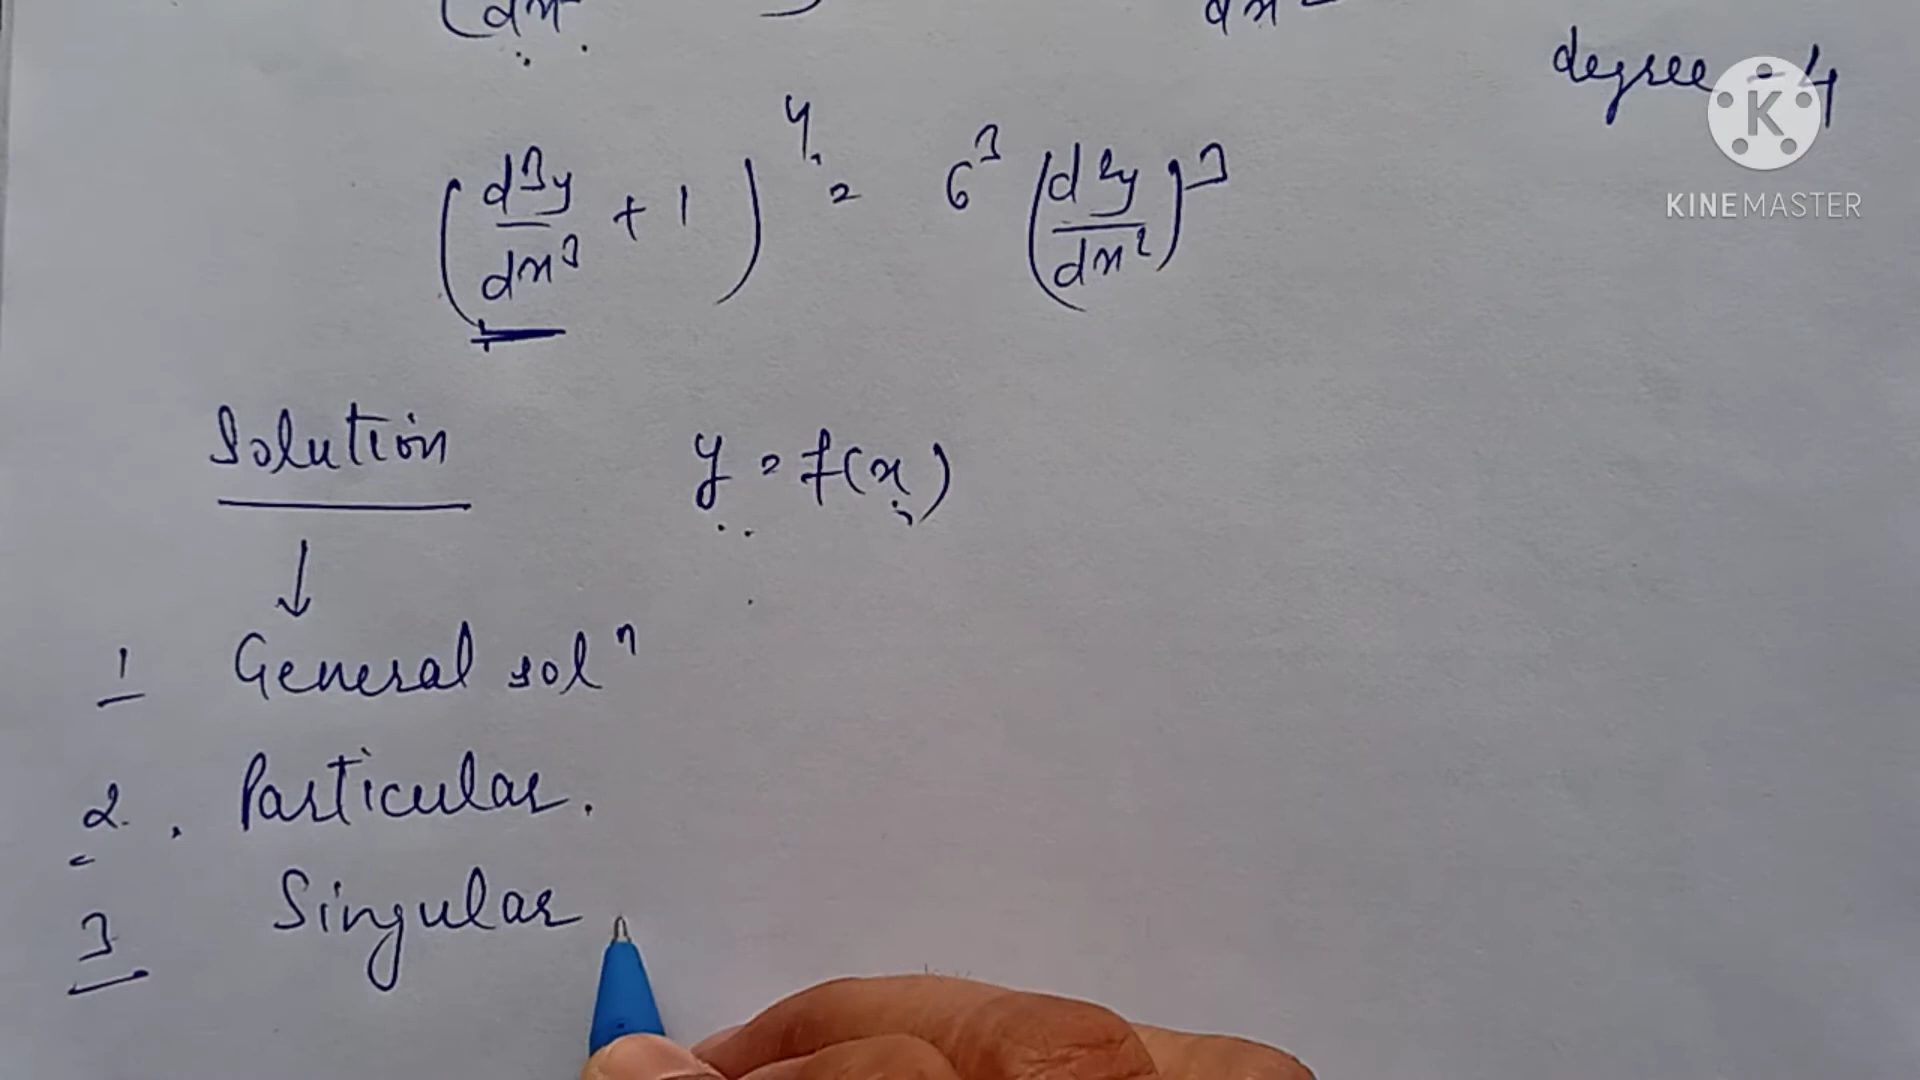 degree = 4
K
KINEMASTER
(d³y/dx³ + 1)⁴ = 6³ (d²y/dx²)³
Solution y = f(x)
↓
1 General solⁿ
2. Particular.
3 Singular